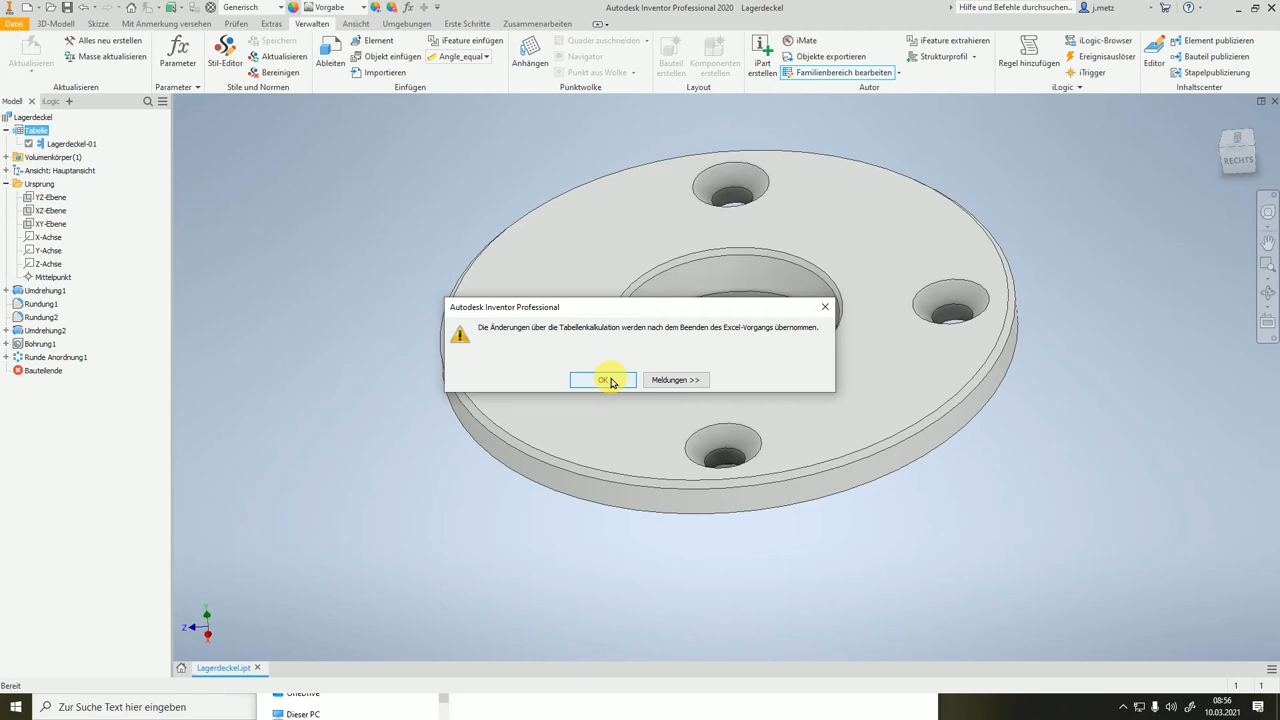 Generisch
Vorgabe
Autodesk Inventor Professional 2020 Lagerdeckel
Hilfe und Befehle durchsuchen...
j.metz
Datei 3D-Modell Skizze Mit Anmerkung versehen Prüfen Extras Verwalten Ansicht Umgebungen Erste Schritte Zusammenarbeiten
Aktualisieren
Alles neu erstellen
Masse aktualisieren
Aktualisieren
fx
Parameter
Parameter
Stil-Editor
Speichern
Aktualisieren
Bereinigen
Stile und Normen
Ableiten
Element
Objekt einfügen
Importieren
iFeature einfügen
Angle_equal
Einfügen
Anhängen
Quader zuschneiden
Navigator
Punkt aus Wolke
Punktwolke
Bauteil erstellen
Komponenten erstellen
Layout
iPart erstellen
iMate
Objekte exportieren
Familienbereich bearbeiten
iFeature extrahieren
Strukturprofil
Autor
Regel hinzufügen
iLogic-Browser
Ereignisauslöser
iTrigger
iLogic
Editor
Element publizieren
Bauteil publizieren
Stapelpublizierung
Inhaltscenter
Modell
iLogic
Lagerdeckel
Tabelle
Lagerdeckel-01
Volumenkörper(1)
Ansicht: Hauptansicht
Ursprung
YZ-Ebene
XZ-Ebene
XY-Ebene
X-Achse
Y-Achse
Z-Achse
Mittelpunkt
Umdrehung1
Rundung1
Rundung2
Umdrehung2
Bohrung1
Runde Anordnung1
Bauteilende
RECHTS
Autodesk Inventor Professional
Die Änderungen über die Tabellenkalkulation werden nach dem Beenden des Excel-Vorgangs übernommen.
OK
Meldungen >>
Y
Z
X
Lagerdeckel.ipt
Bereit
1 1
Zur Suche Text hier eingeben
OneDrive
Dieser PC
08:56
10.03.2021